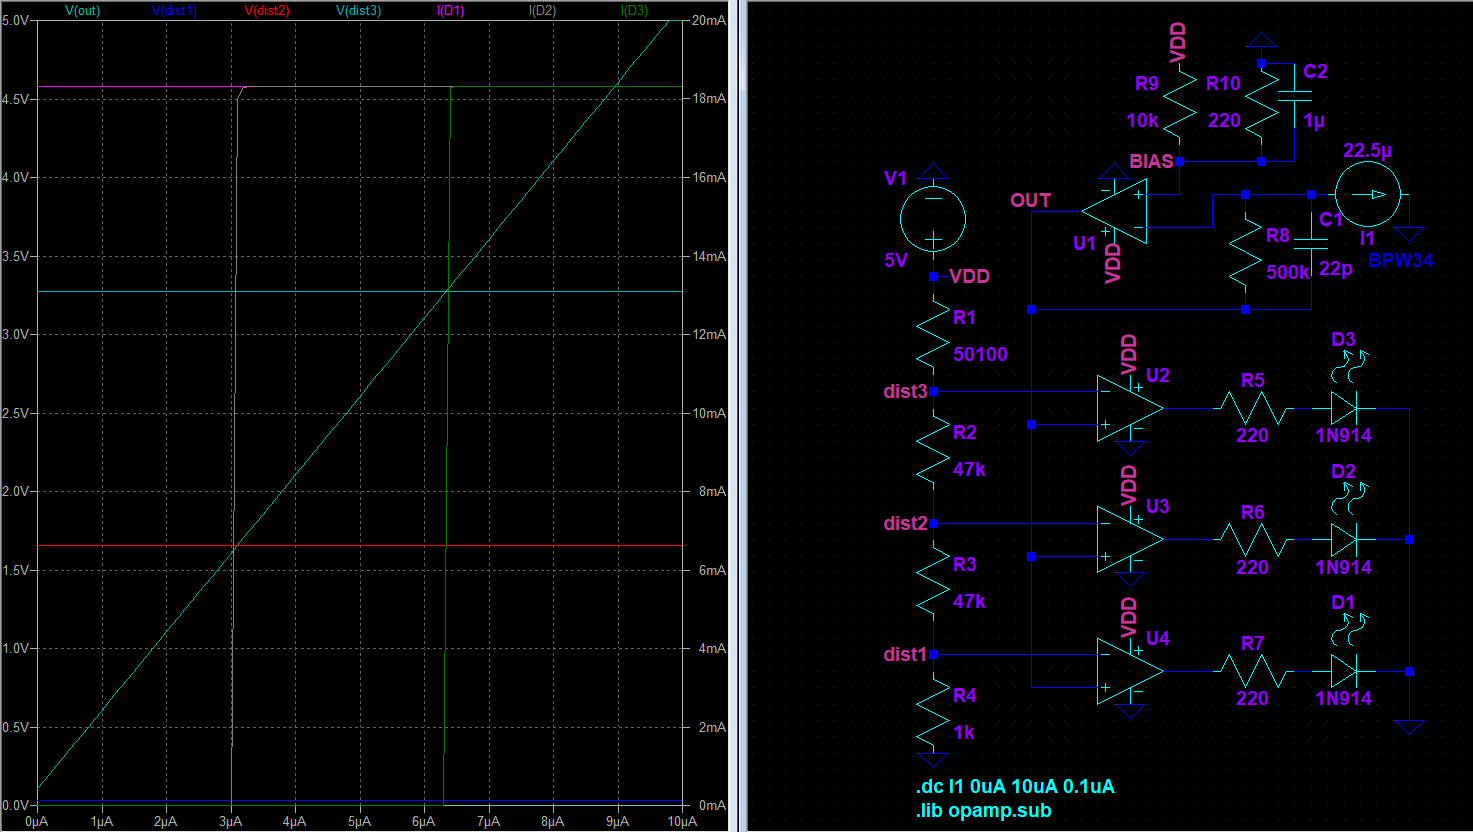 V(out) V(dist1) V(dist2) V(dist3) I(D1) I(D2) I(D3)
5.0V 20mA
4.5V 18mA
4.0V 16mA
3.5V 14mA
3.0V 12mA
2.5V 10mA
2.0V 8mA
1.5V 6mA
1.0V 4mA
0.5V 2mA
0.0V 0mA
0µA 1µA 2µA 3µA 4µA 5µA 6µA 7µA 8µA 9µA 10µA
VDD
R9 R10 C2
10k 220 1µ
BIAS
22.5µ
V1
OUT
U1
VDD
5V
VDD
C1
R8
I1
500k
22p
BPW34
R1
50100
dist3
R2
47k
dist2
R3
47k
dist1
R4
1k
VDD
U2
R5
220
D3
1N914
VDD
U3
R6
220
D2
1N914
VDD
U4
R7
220
D1
1N914
.dc I1 0uA 10uA 0.1uA
.lib opamp.sub